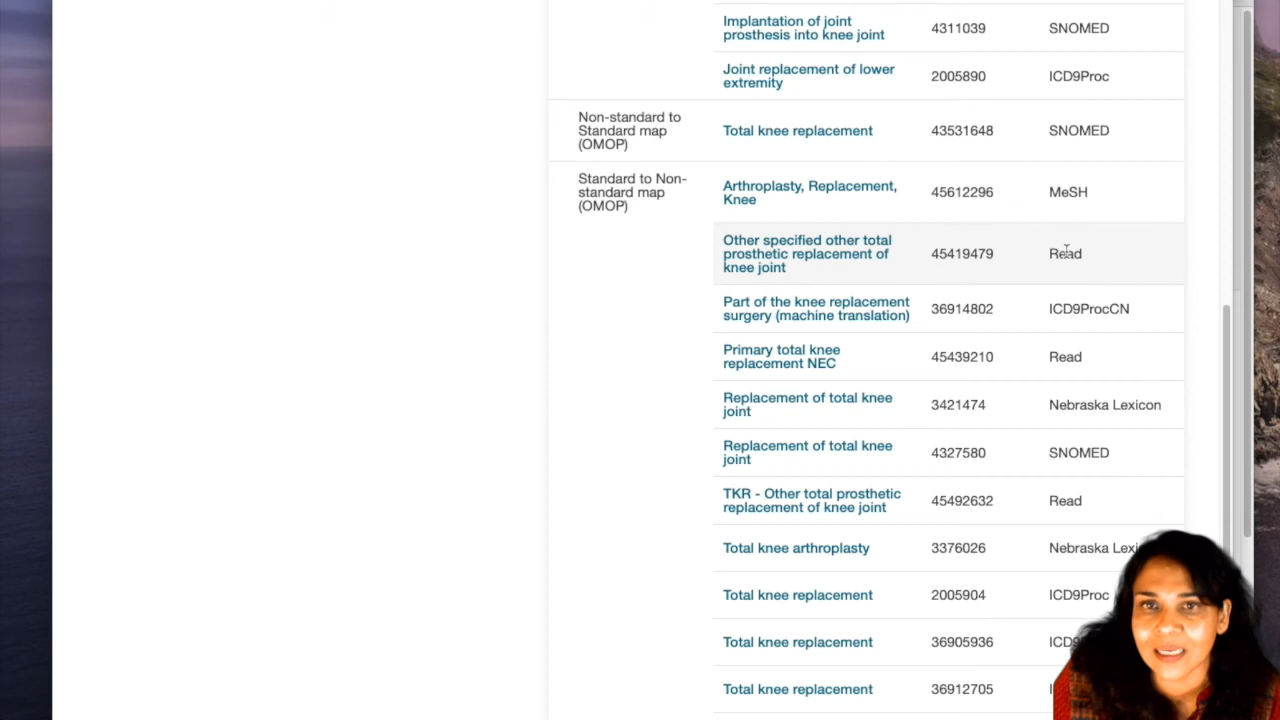 Implantation of joint
prosthesis into knee joint 4311039 SNOMED
Joint replacement of lower
extremity 2005890 ICD9Proc
Non-standard to
Standard map
(OMOP) Total knee replacement 43531648 SNOMED
Standard to Non-
standard map
(OMOP) Arthroplasty, Replacement,
Knee 45612296 MeSH
Other specified other total
prosthetic replacement of
knee joint 45419479 Read
Part of the knee replacement
surgery (machine translation) 36914802 ICD9ProcCN
Primary total knee
replacement NEC 45439210 Read
Replacement of total knee
joint 3421474 Nebraska Lexicon
Replacement of total knee
joint 4327580 SNOMED
TKR - Other total prosthetic
replacement of knee joint 45492632 Read
Total knee arthroplasty 3376026 Nebraska
Total knee replacement 2005904 ICD9Proc
Total knee replacement 36905936
Total knee replacement 36912705